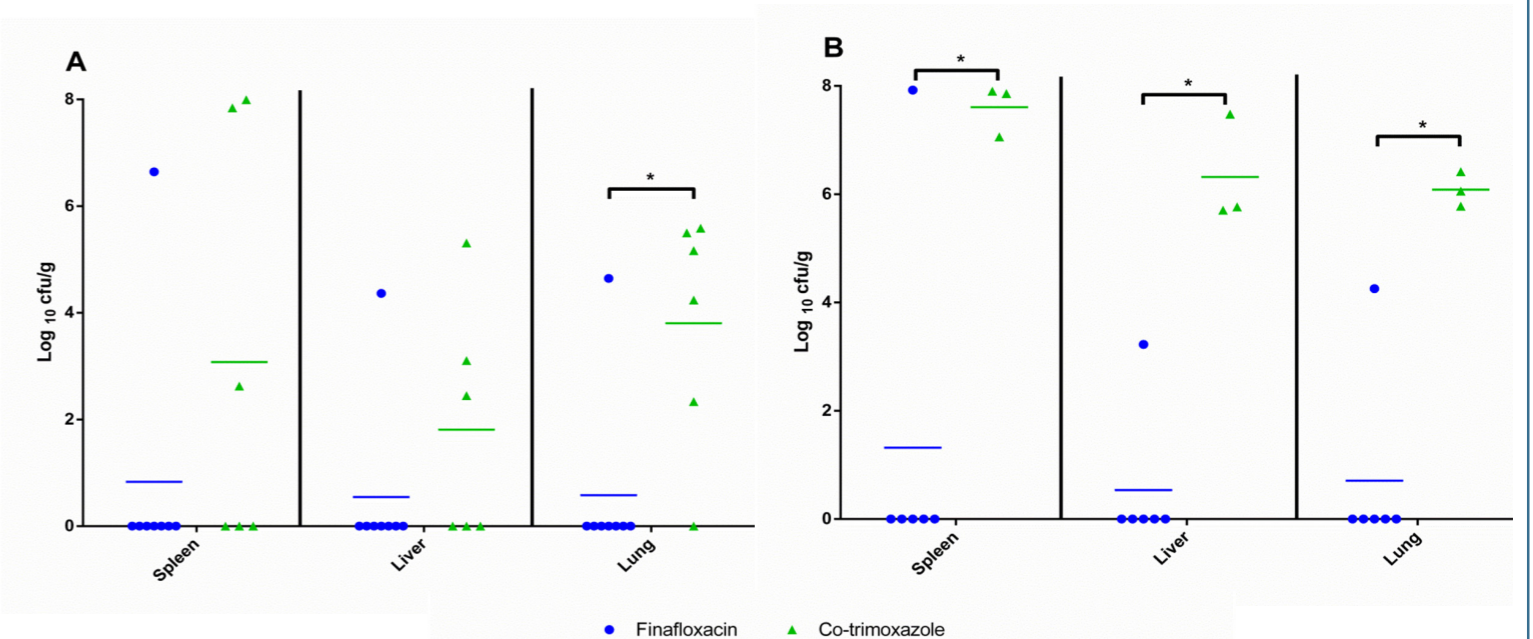 A
B
*
*
*
*
8
6
4
2
0
Log 10 cfu/g
Spleen
Liver
Lung
8
6
4
2
0
Log 10 cfu/g
Spleen
Liver
Lung
Finafloxacin
Co-trimoxazole